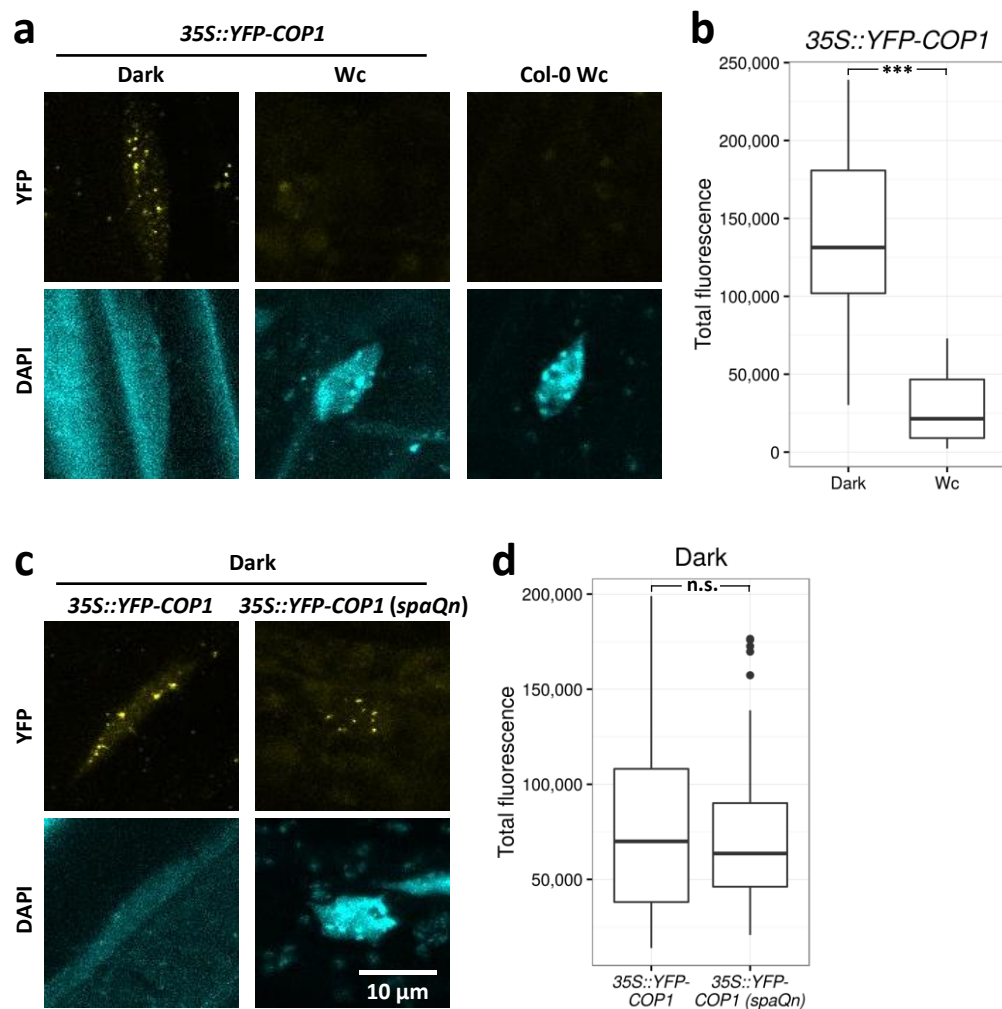 a
35S::YFP-COP1
Dark Wc Col-0 Wc
YFP
DAPI
b
35S::YFP-COP1
***
250,000
200,000
150,000
100,000
50,000
0
Total fluorescence
Dark Wc
c
Dark
35S::YFP-COP1 35S::YFP-COP1 (spaQn)
YFP
DAPI
10 µm
d
Dark
n.s.
200,000
150,000
100,000
50,000
Total fluorescence
35S::YFP-
COP1
35S::YFP-
COP1 (spaQn)